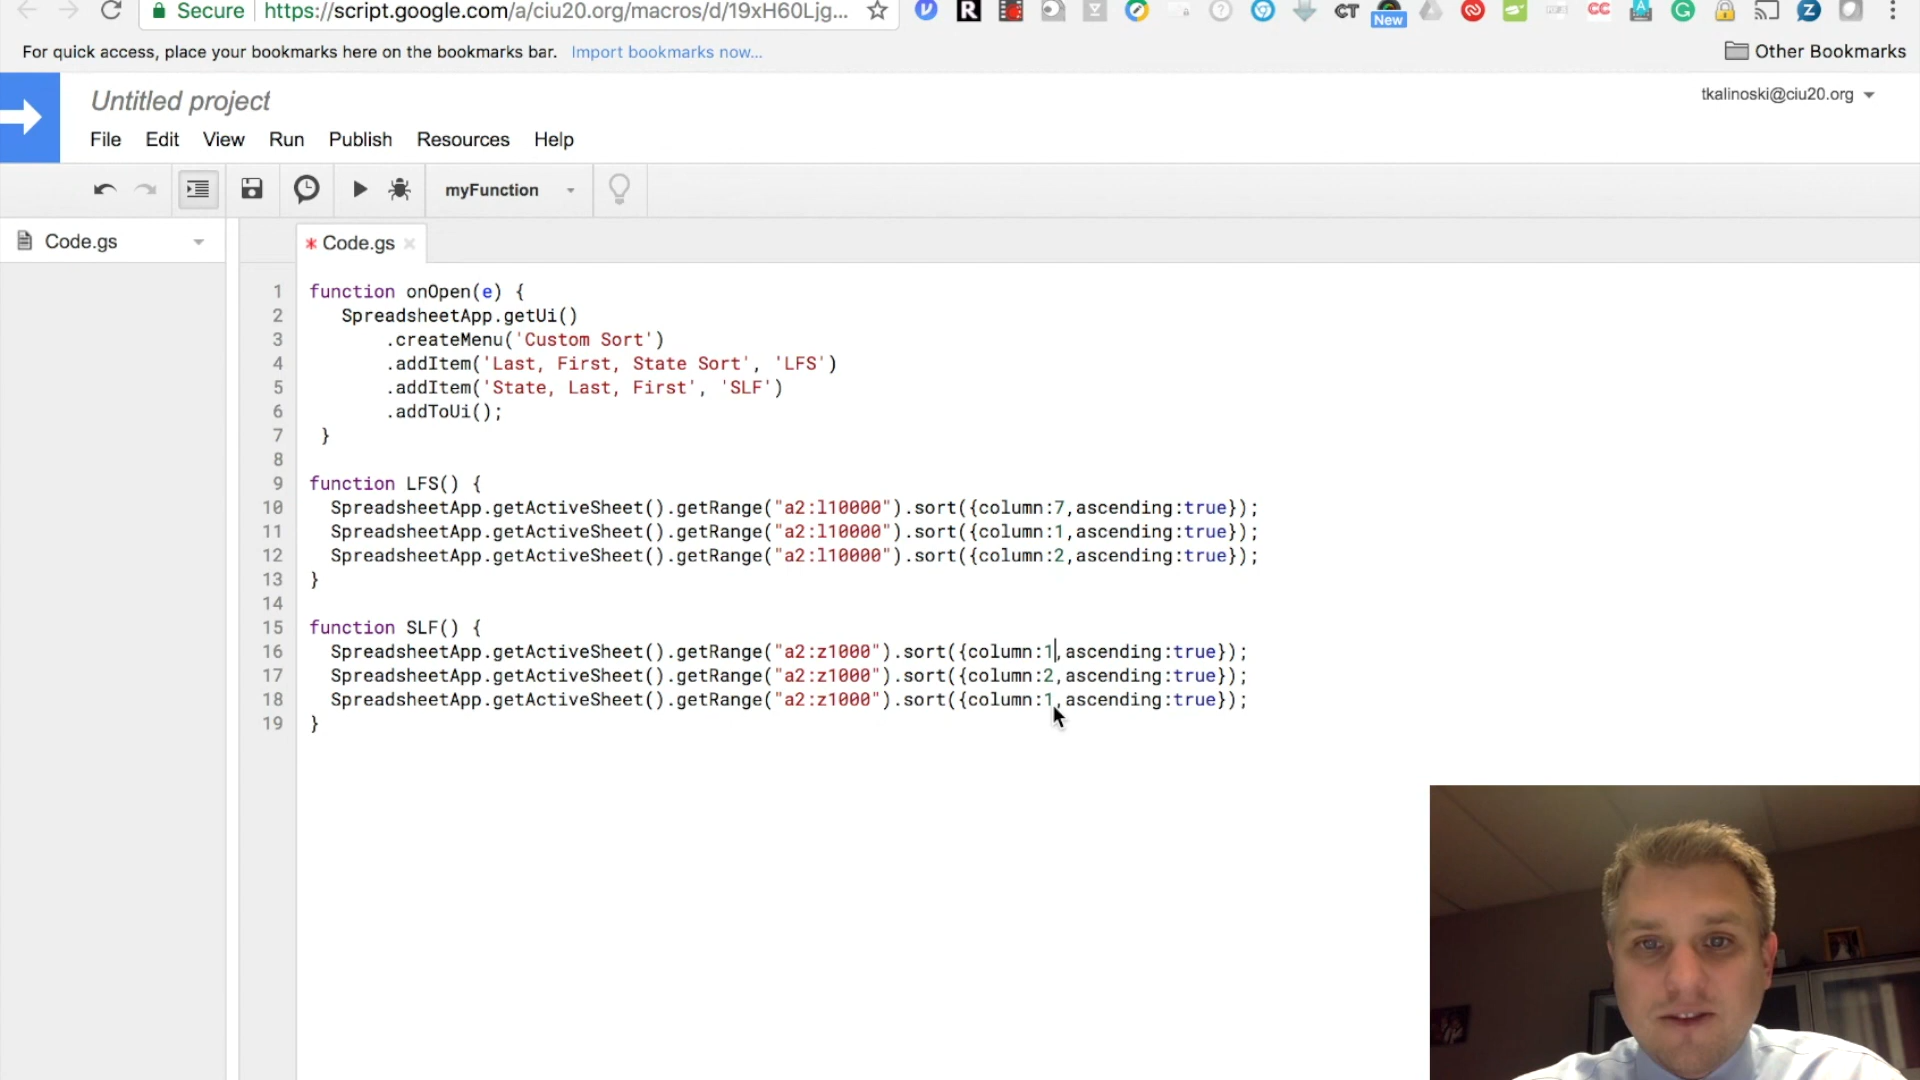 Secure https://script.google.com/a/ciu20.org/macros/d/19xH60Ljg...
R CT New CC Z
For quick access, place your bookmarks here on the bookmarks bar. Import bookmarks now... Other Bookmarks
Untitled project tkalinoski@ciu20.org
File Edit View Run Publish Resources Help
myFunction
Code.gs * Code.gs ×
1 function onOpen(e) {
2 SpreadsheetApp.getUi()
3 .createMenu('Custom Sort')
4 .addItem('Last, First, State Sort', 'LFS')
5 .addItem('State, Last, First', 'SLF')
6 .addToUi();
7 }
8
9 function LFS() {
10 SpreadsheetApp.getActiveSheet().getRange("a2:l10000").sort({column:7,ascending:true});
11 SpreadsheetApp.getActiveSheet().getRange("a2:l10000").sort({column:1,ascending:true});
12 SpreadsheetApp.getActiveSheet().getRange("a2:l10000").sort({column:2,ascending:true});
13 }
14
15 function SLF() {
16 SpreadsheetApp.getActiveSheet().getRange("a2:z1000").sort({column:1,ascending:true});
17 SpreadsheetApp.getActiveSheet().getRange("a2:z1000").sort({column:2,ascending:true});
18 SpreadsheetApp.getActiveSheet().getRange("a2:z1000").sort({column:1,ascending:true});
19 }